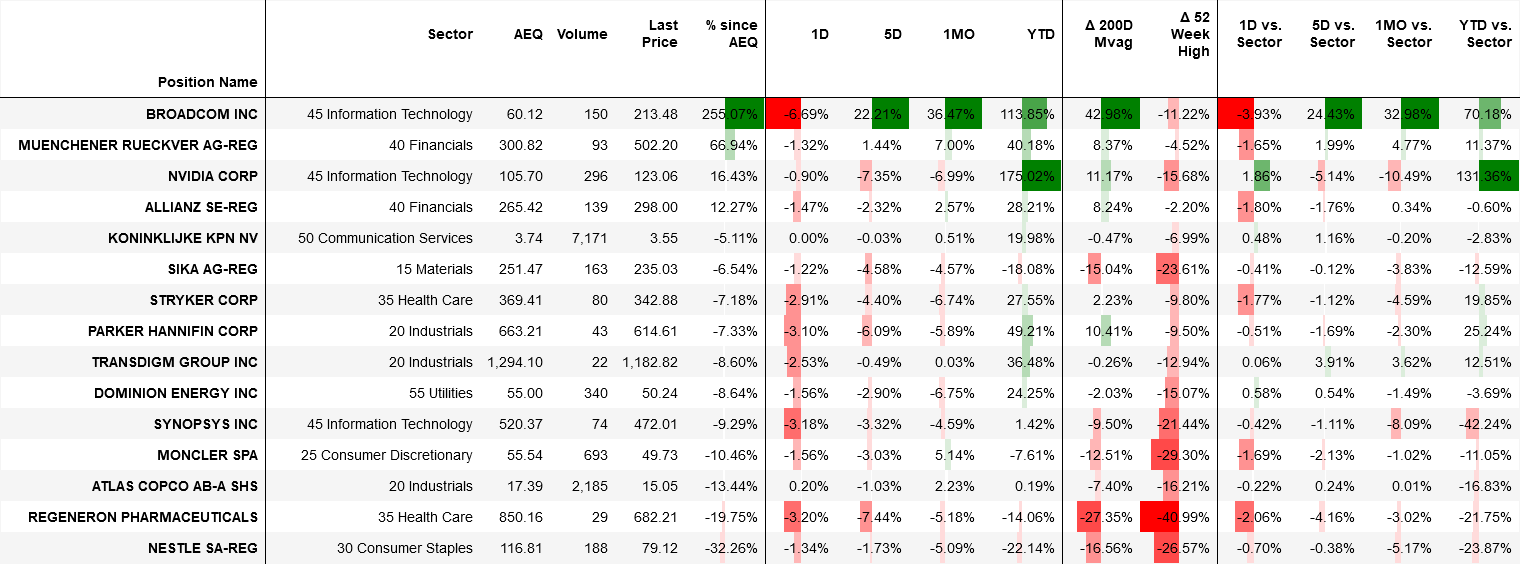 Position Name Sector AEQ Volume Last Price % since AEQ 1D 5D 1MO YTD Δ 200D Mvag Δ 52 Week High 1D vs. Sector 5D vs. Sector 1MO vs. Sector YTD vs. Sector
BROADCOM INC 45 Information Technology 60.12 150 213.48 255.07% -6.69% 22.21% 36.47% 113.85% 42.98% -11.22% -3.93% 24.43% 32.98% 70.18%
MUENCHENER RUECKVER AG-REG 40 Financials 300.82 93 502.20 66.94% -1.32% 1.44% 7.00% 40.18% 8.37% -4.52% -1.65% 1.99% 4.77% 11.37%
NVIDIA CORP 45 Information Technology 105.70 296 123.06 16.43% -0.90% -7.35% -6.99% 175.02% 11.17% -15.68% 1.86% -5.14% -10.49% 131.36%
ALLIANZ SE-REG 40 Financials 265.42 139 298.00 12.27% -1.47% -2.32% 2.57% 28.21% 8.24% -2.20% -1.80% -1.76% 0.34% -0.60%
KONINKLIJKE KPN NV 50 Communication Services 3.74 7,171 3.55 -5.11% 0.00% -0.03% 0.51% 19.98% -0.47% -6.99% 0.48% 1.16% -0.20% -2.83%
SIKA AG-REG 15 Materials 251.47 163 235.03 -6.54% -1.22% -4.58% -4.57% -18.08% -15.04% -23.61% -0.41% -0.12% -3.83% -12.59%
STRYKER CORP 35 Health Care 369.41 80 342.88 -7.18% -2.91% -4.40% -6.74% 27.55% 2.23% -9.80% -1.77% -1.12% -4.59% 19.85%
PARKER HANNIFIN CORP 20 Industrials 663.21 43 614.61 -7.33% -3.10% -6.09% -5.89% 49.21% 10.41% -9.50% -0.51% -1.69% -2.30% 25.24%
TRANSDIGM GROUP INC 20 Industrials 1,294.10 22 1,182.82 -8.60% -2.53% -0.49% 0.03% 36.48% -0.26% -12.94% 0.06% 3.91% 3.62% 12.51%
DOMINION ENERGY INC 55 Utilities 55.00 340 50.24 -8.64% -1.56% -2.90% -6.75% 24.25% -2.03% -15.07% 0.58% 0.54% -1.49% -3.69%
SYNOPSYS INC 45 Information Technology 520.37 74 472.01 -9.29% -3.18% -3.32% -4.59% 1.42% -9.50% -21.44% -0.42% -1.11% -8.09% -42.24%
MONCLER SPA 25 Consumer Discretionary 55.54 693 49.73 -10.46% -1.56% -3.03% 5.14% -7.61% -12.51% -29.30% -1.69% -2.13% -1.02% -11.05%
ATLAS COPCO AB-A SHS 20 Industrials 17.39 2,185 15.05 -13.44% 0.20% -1.03% 2.23% 0.19% -7.40% -16.21% -0.22% 0.24% 0.01% -16.83%
REGENERON PHARMACEUTICALS 35 Health Care 850.16 29 682.21 -19.75% -3.20% -7.44% -5.18% -14.06% -27.35% -40.99% -2.06% -4.16% -3.02% -21.75%
NESTLE SA-REG 30 Consumer Staples 116.81 188 79.12 -32.26% -1.34% -1.73% -5.09% -22.14% -16.56% -26.57% -0.70% -0.38% -5.17% -23.87%